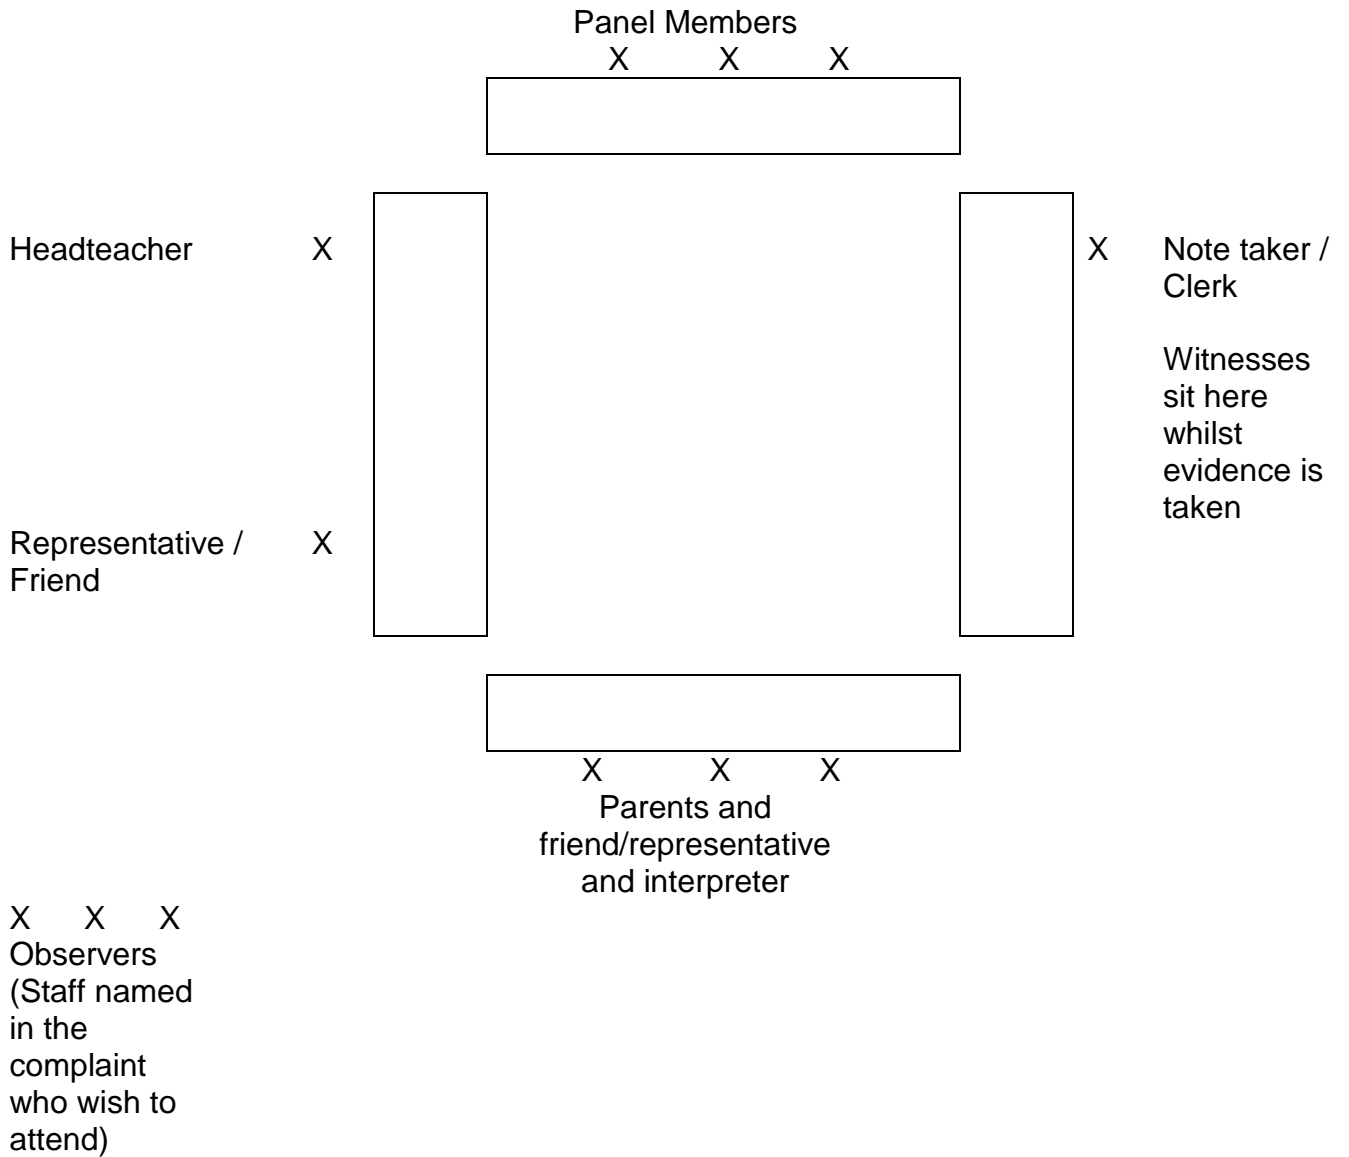 Panel Members
X X X
Headteacher X
X Note taker /
Clerk
Witnesses
sit here
whilst
evidence is
taken
Representative / X
Friend
X X X
Parents and
friend/representative
and interpreter
X X X
Observers
(Staff named
in the
complaint
who wish to
attend)